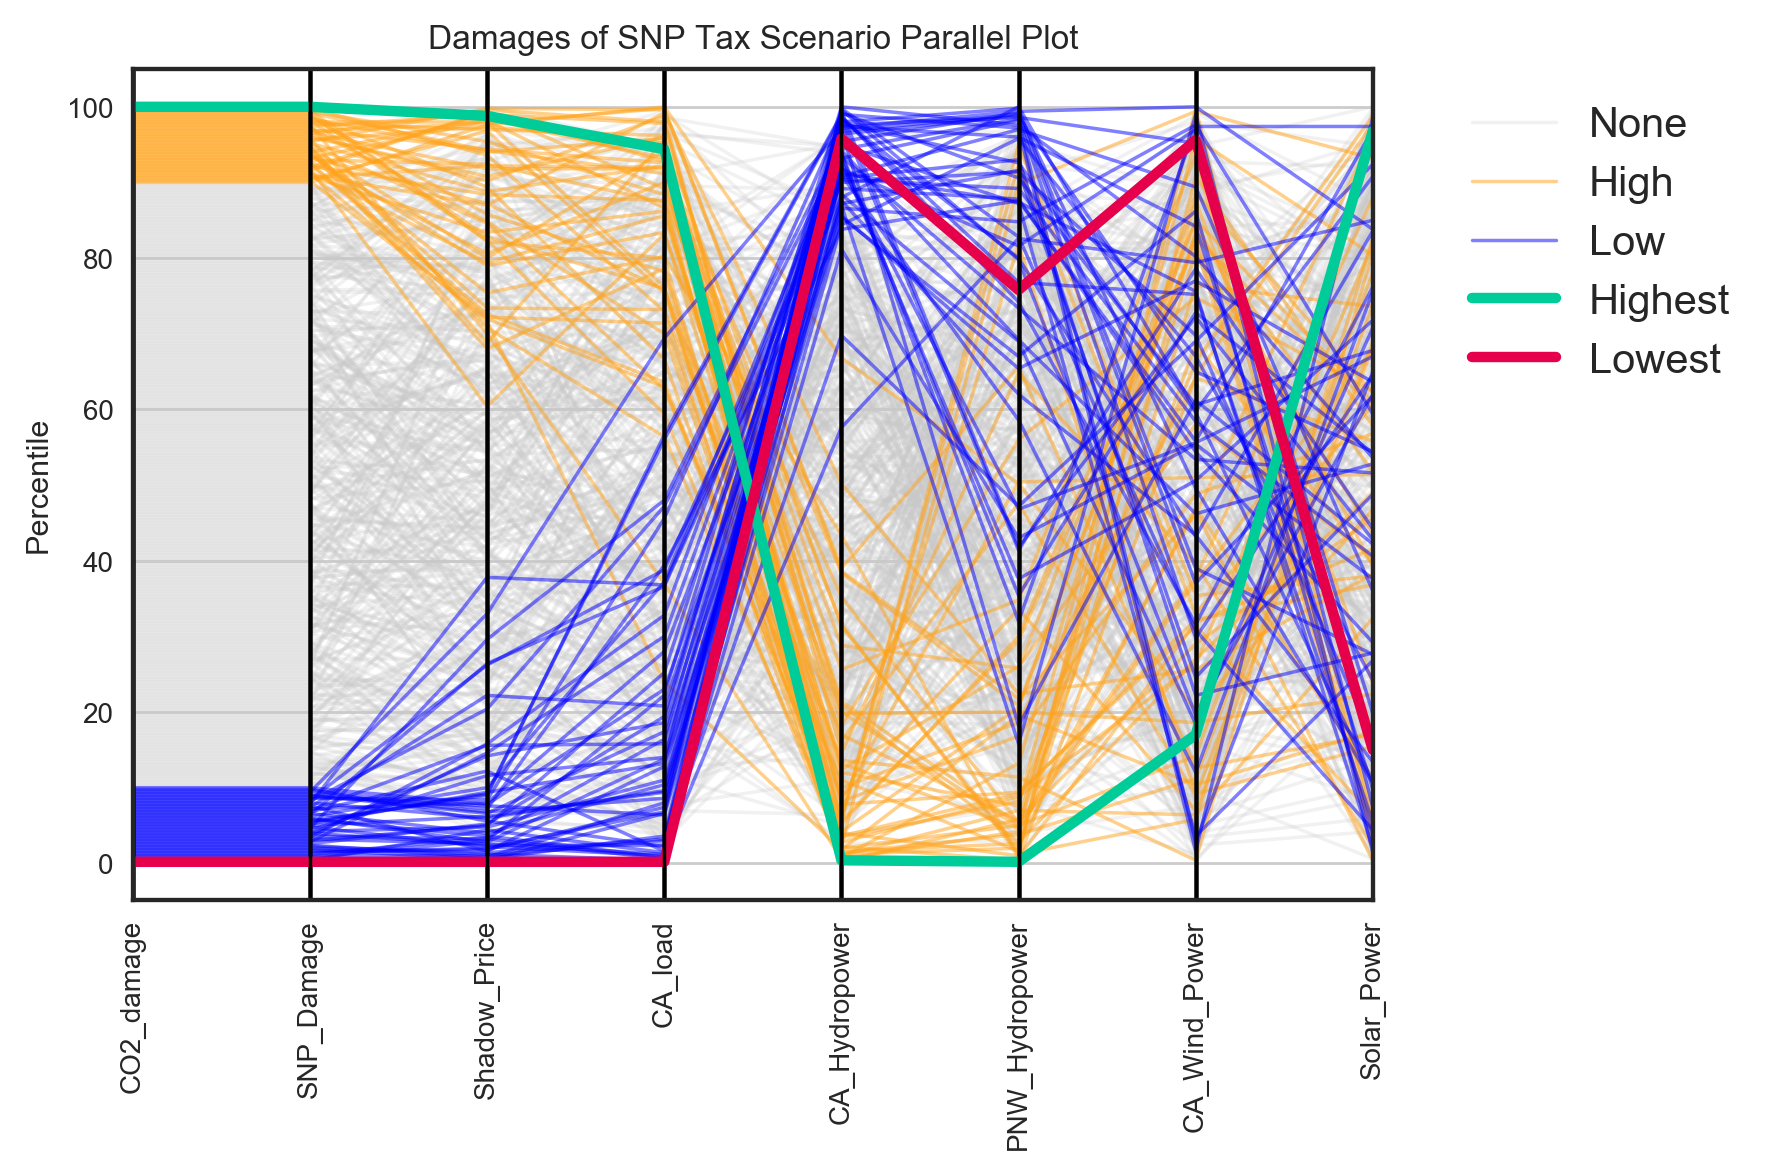 Damages of SNP Tax Scenario Parallel Plot
Percentile
100
80
60
40
20
0
CO2_damage
SNP_Damage
Shadow_Price
CA_load
CA_Hydropower
PNW_Hydropower
CA_Wind_Power
Solar_Power
None
High
Low
Highest
Lowest